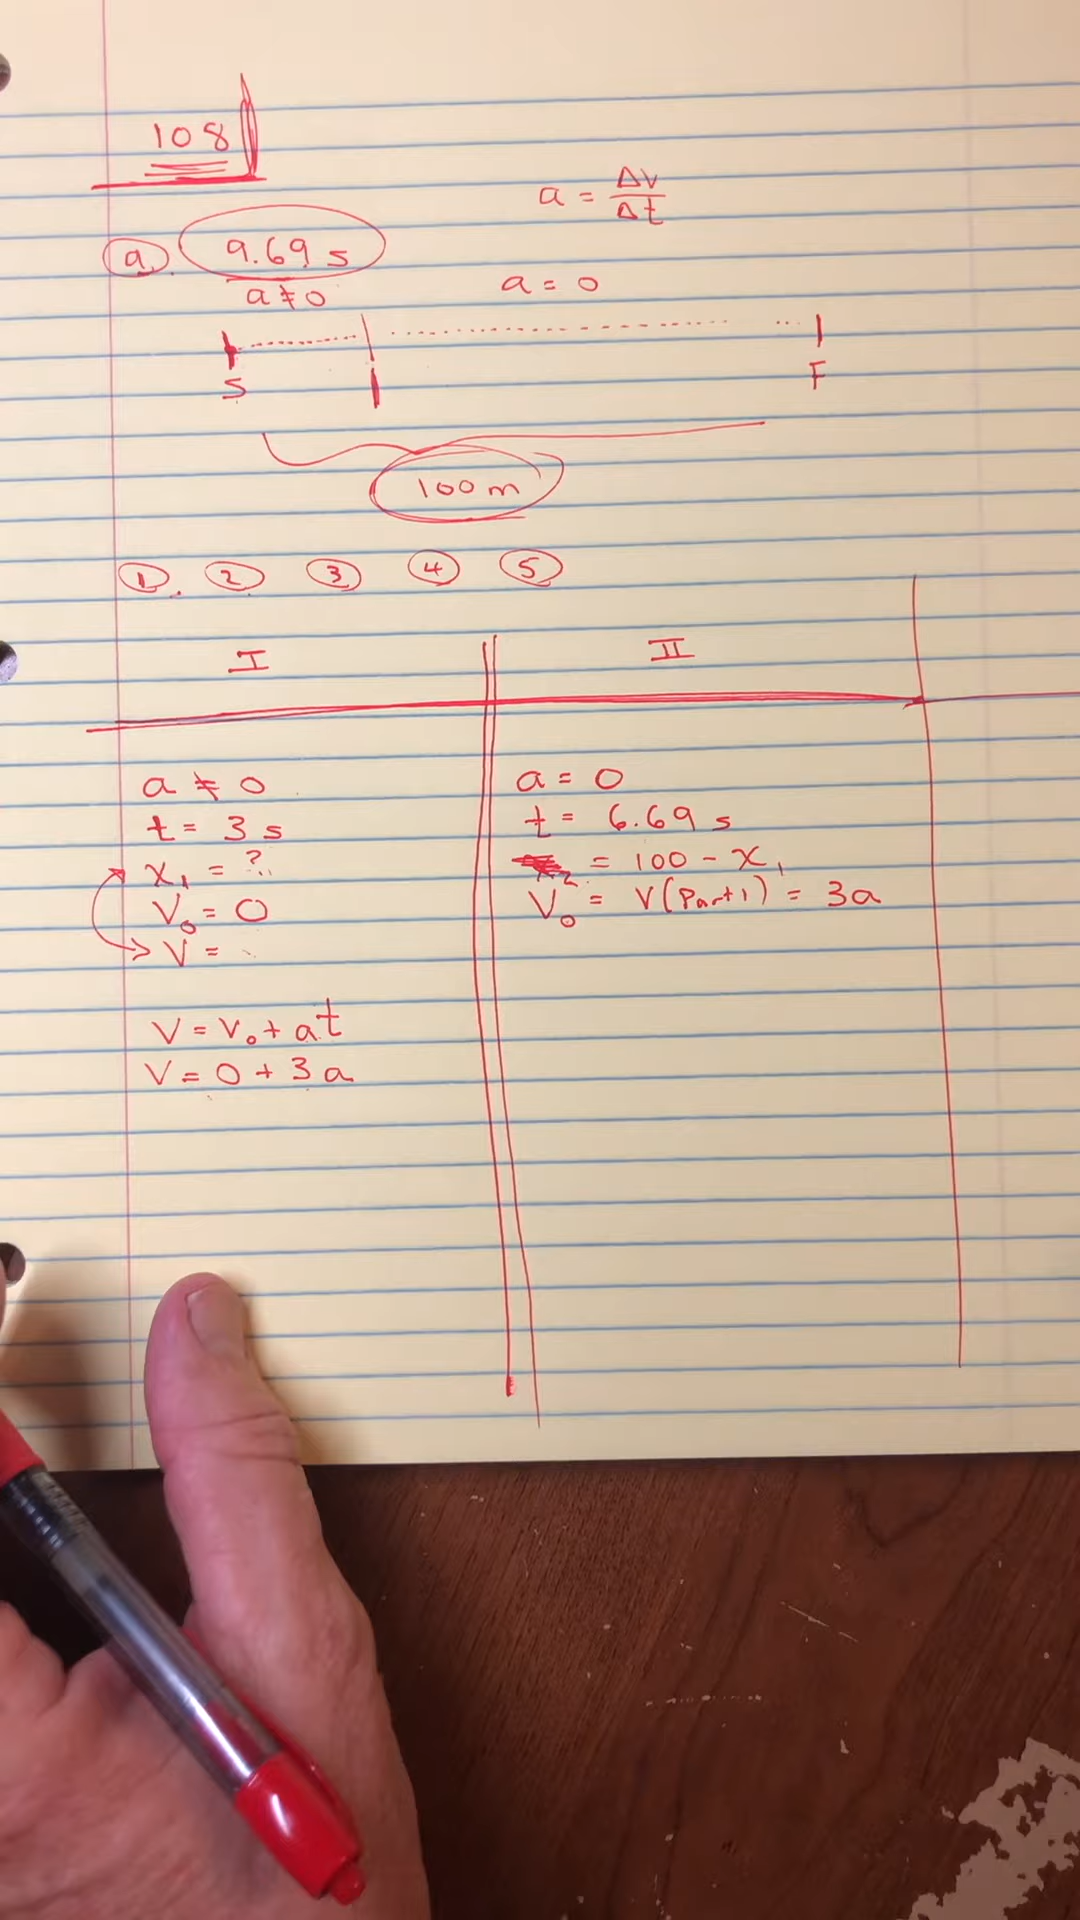 108
a = Δv/Δt
a. 9.69 s
a ≠ 0 a = 0
S F
100 m
1 2 3 4 5
I II
a ≠ 0
t = 3 s
x₁ = ?
V₀ = 0
V =
V = V₀ + at
V = 0 + 3a
a = 0
t = 6.69 s
= 100 - x₁
V₀ = V(Part 1) = 3a